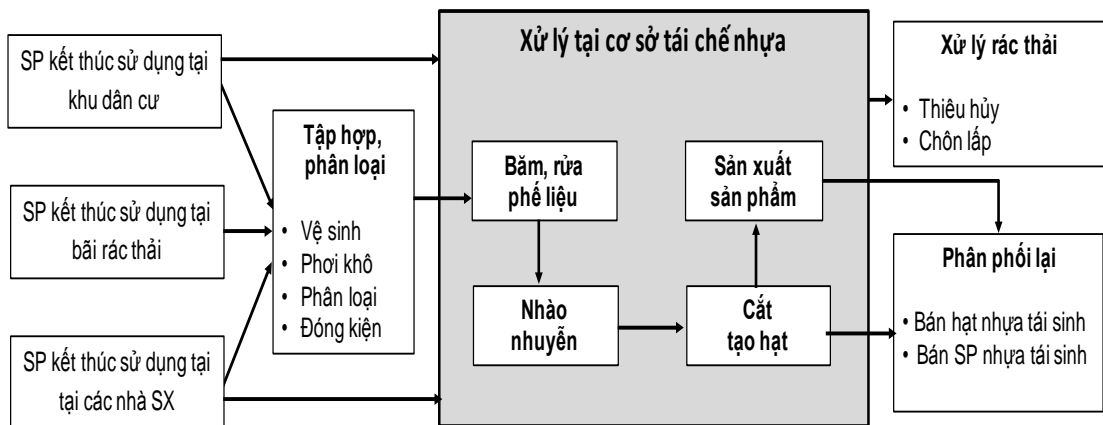 SP kết thúc sử dụng tại
khu dân cư
SP kết thúc sử dụng tại
bãi rác thải
SP kết thúc sử dụng tại
tại các nhà SX
Tập hợp,
phân loại
• Vệ sinh
• Phơi khô
• Phân loại
• Đóng kiện
Xử lý tại cơ sở tái chế nhựa
Băm, rửa
phế liệu
Nhào
nhuyễn
Cắt
tạo hạt
Sản xuất
sản phẩm
Xử lý rác thải
• Thiêu hủy
• Chôn lấp
Phân phối lại
• Bán hạt nhựa tái sinh
• Bán SP nhựa tái sinh